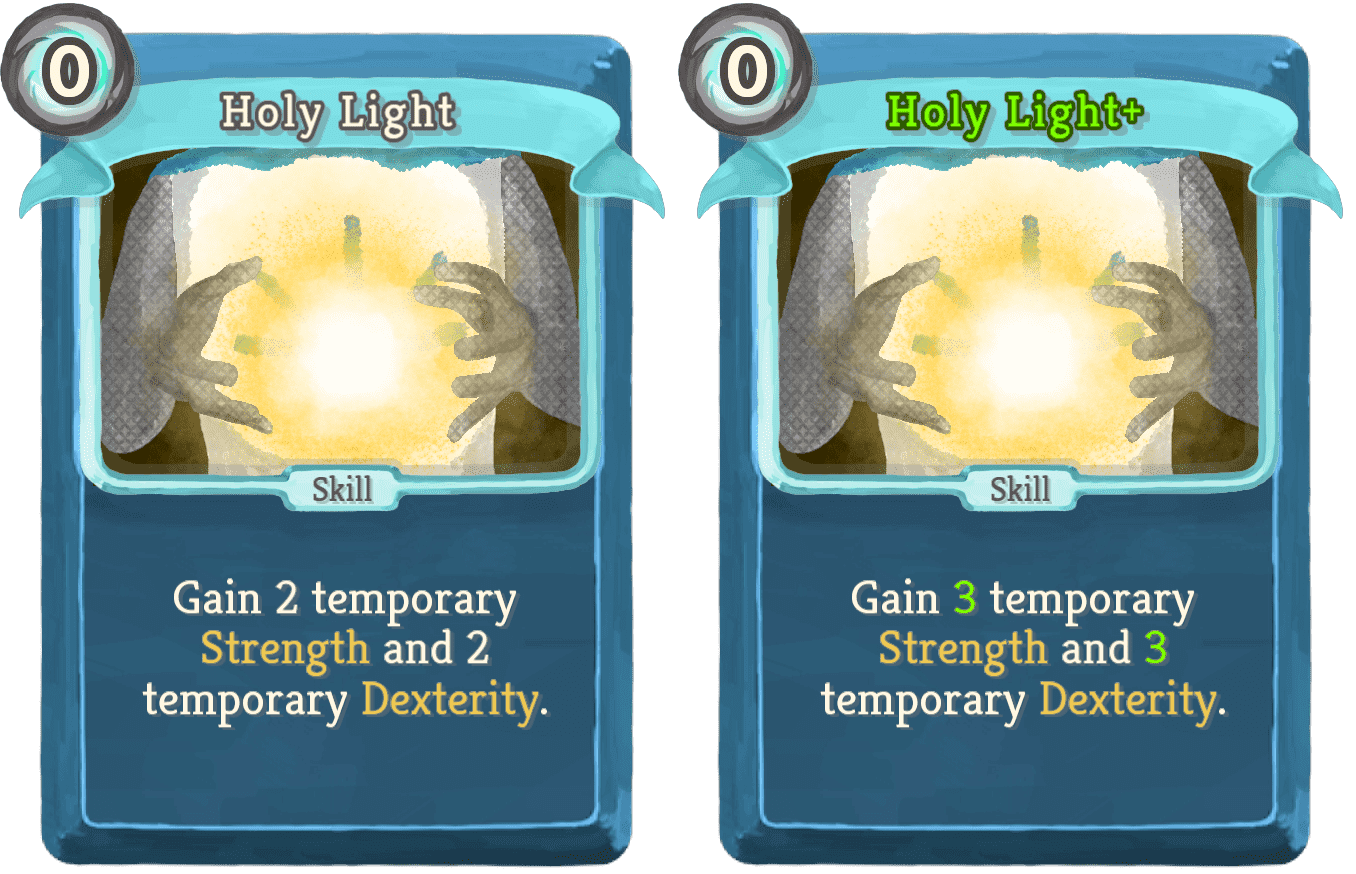 0
Holy Light
Skill
Gain 2 temporary
Strength and 2
temporary Dexterity.
0
Holy Light+
Skill
Gain 3 temporary
Strength and 3
temporary Dexterity.